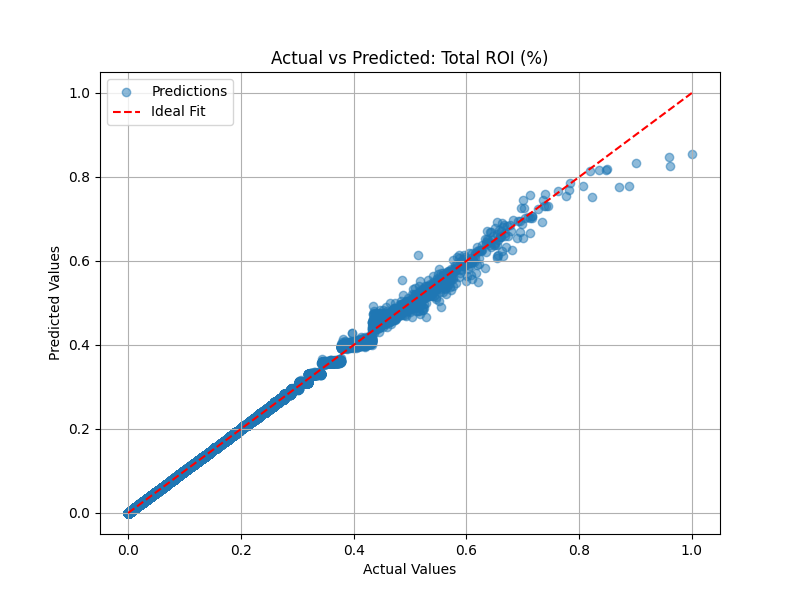 Actual vs Predicted: Total ROI (%)
Predictions
Ideal Fit
1.0
0.8
0.6
0.4
0.2
0.0
Predicted Values
0.0 0.2 0.4 0.6 0.8 1.0
Actual Values